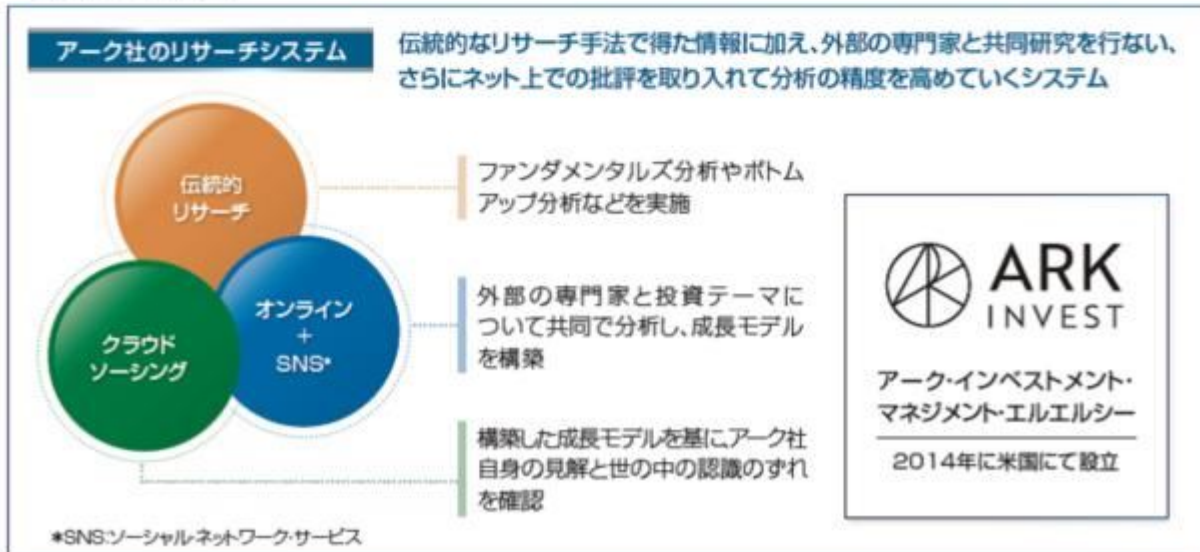 アーク社のリサーチシステム
伝統的なリサーチ手法で得た情報に加え、外部の専門家と共同研究を行ない、
さらにネット上での批評を取り入れて分析の精度を高めていくシステム
伝統的
リサーチ
ファンダメンタルズ分析やボトム
アップ分析などを実施
オンライン
+
SNS*
外部の専門家と投資テーマに
ついて共同で分析し、成長モデル
を構築
クラウド
ソーシング
構築した成長モデルを基に、アーク社
自身の見解と世の中の認識のずれ
を確認
*SNS:ソーシャル・ネットワーク・サービス
ARK
INVEST
アーク・インベストメント・
マネジメント・エルエルシー
2014年に米国にて設立